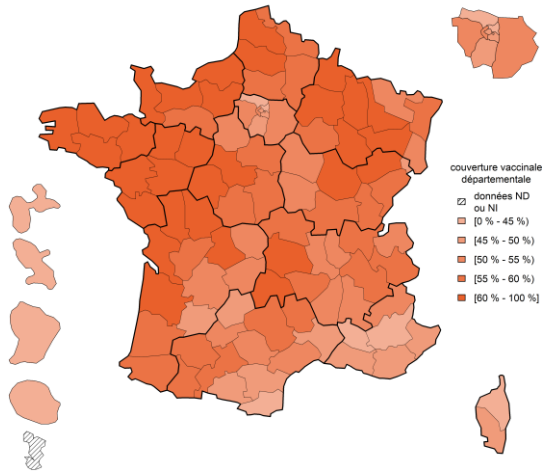 couverture vaccinale
départementale
données ND
ou NI
[0 % - 45 %)
[45 % - 50 %)
[50 % - 55 %)
[55 % - 60 %)
[60 % - 100 %]